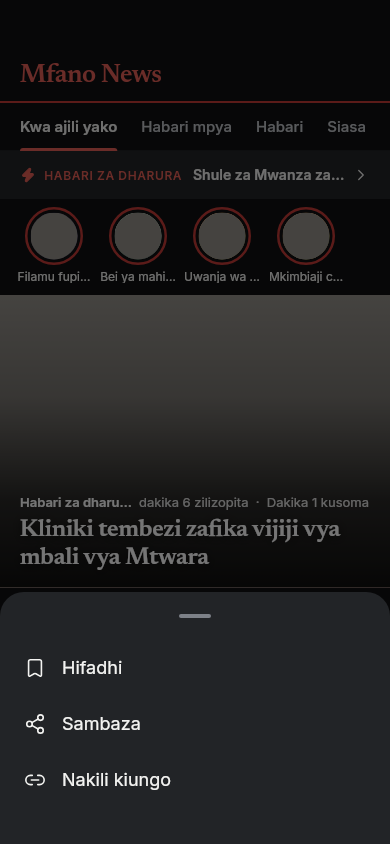 Mfano News
Kwa ajili yako Habari mpya Habari Siasa
HABARI ZA DHARURA Shule za Mwanza za...
Filamu fupi... Bei ya mahi... Uwanja wa ... Mkimbiaji c...
Habari za dharu... dakika 6 zilizopita · Dakika 1 kusoma
Kliniki tembezi zafika vijiji vya
mbali vya Mtwara
Hifadhi
Sambaza
Nakili kiungo